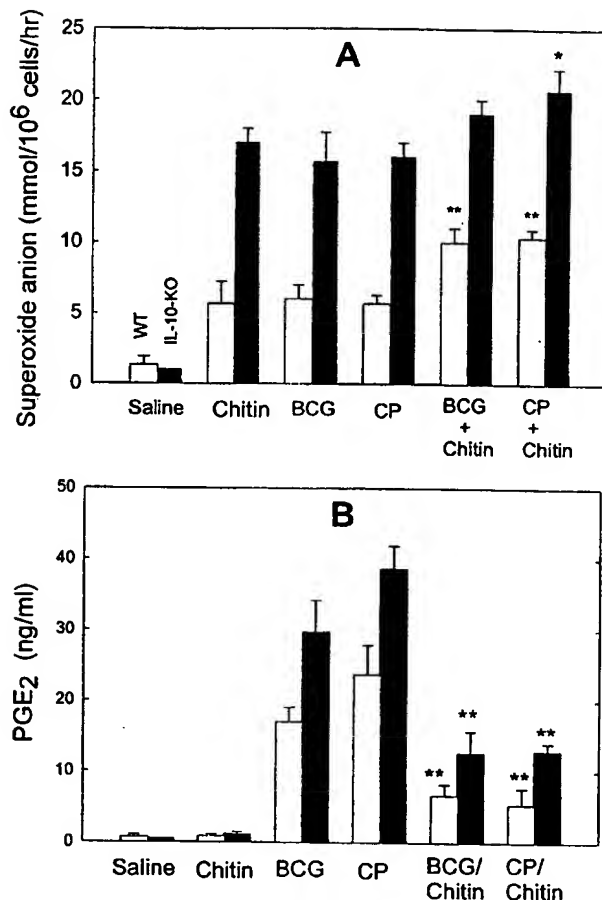 A
Superoxide anion (mmol/10⁶ cells/hr)
25
20
15
10
5
0
WT
IL-10-KO
**
**
*
Saline
Chitin
BCG
CP
BCG
+
Chitin
CP
+
Chitin
B
PGE₂ (ng/ml)
50
40
30
20
10
0
**
**
**
**
Saline
Chitin
BCG
CP
BCG/
Chitin
CP/
Chitin